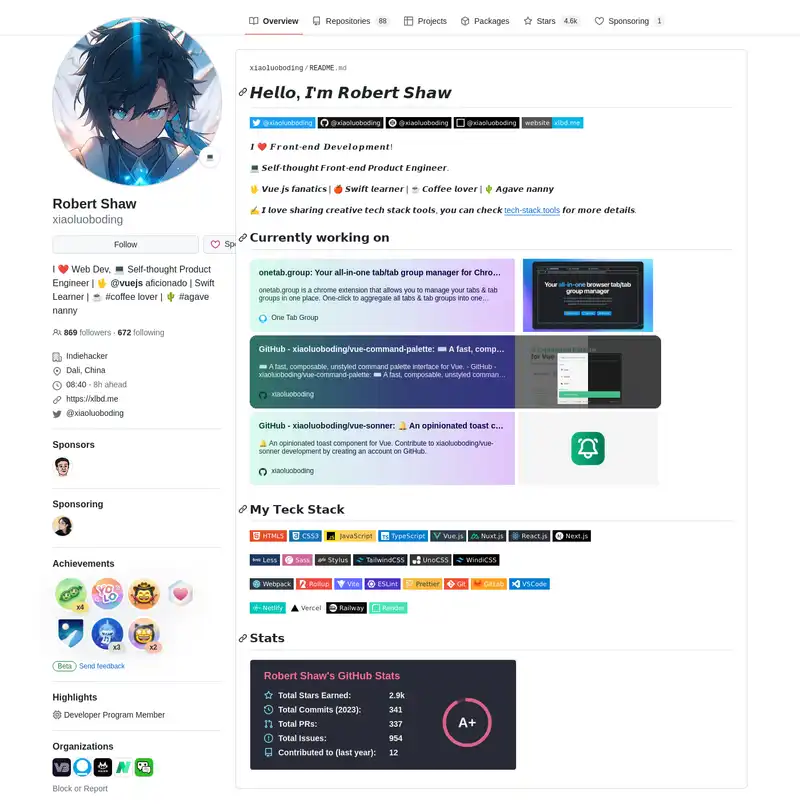 Overview
Repositories 88
Projects
Packages
Stars 4.6k
Sponsoring 1
Robert Shaw
xiaoluoboding
Follow
Spo
I ❤️ Web Dev, 💻 Self-thought Product
Engineer | 🖖 @vuejs aficionado | Swift
Learner | ☕ #coffee lover | 🌵 #agave
nanny
869 followers · 672 following
Indiehacker
Dali, China
08:40 - 8h ahead
https://xlbd.me
@xiaoluoboding
Sponsors
Sponsoring
Achievements
YOLO
x4
x3
x2
Beta Send feedback
Highlights
Developer Program Member
Organizations
Block or Report
xiaoluoboding/README.md
Hello, I'm Robert Shaw
@xiaoluoboding @xiaoluoboding @xiaoluoboding @xiaoluoboding website xlbd.me
I ❤️ Front-end Development!
💻 Self-thought Front-end Product Engineer.
🖖 Vue js fanatics | 🍎 Swift learner | ☕ Coffee lover | 🌵 Agave nanny
✍️ I love sharing creative tech stack tools, you can check tech-stack.tools for more details.
Currently working on
onetab.group: Your all-in-one tab/tab group manager for Chro…
onetab.group is a chrome extension that allows you to manage your tabs & tab
groups in one place. One-click to aggregate all tabs & tab groups into one…
One Tab Group
Your all-in-one browser tab/tab
group manager
GitHub - xiaoluoboding/vue-command-palette: ⌨️ A fast, comp…
⌨️ A fast, composable, unstyled command palette interface for Vue. - GitHub -
xiaoluoboding/vue-command-palette: ⌨️ A fast, composable, unstyled comman…
xiaoluoboding
for Vue
GitHub - xiaoluoboding/vue-sonner: 🔔 An opinionated toast c…
🔔 An opinionated toast component for Vue. Contribute to xiaoluoboding/vue-
sonner development by creating an account on GitHub.
xiaoluoboding
My Teck Stack
HTML5 CSS3 JavaScript TypeScript Vue.js Nuxt.js React.js Next.js
Less Sass Stylus TailwindCSS UnoCSS WindiCSS
Webpack Rollup Vite ESLint Prettier Git GitLab VSCode
Netlify Vercel Railway Render
Stats
Robert Shaw's GitHub Stats
Total Stars Earned: 2.9k
Total Commits (2023): 341
Total PRs: 337
Total Issues: 954
Contributed to (last year): 12
A+